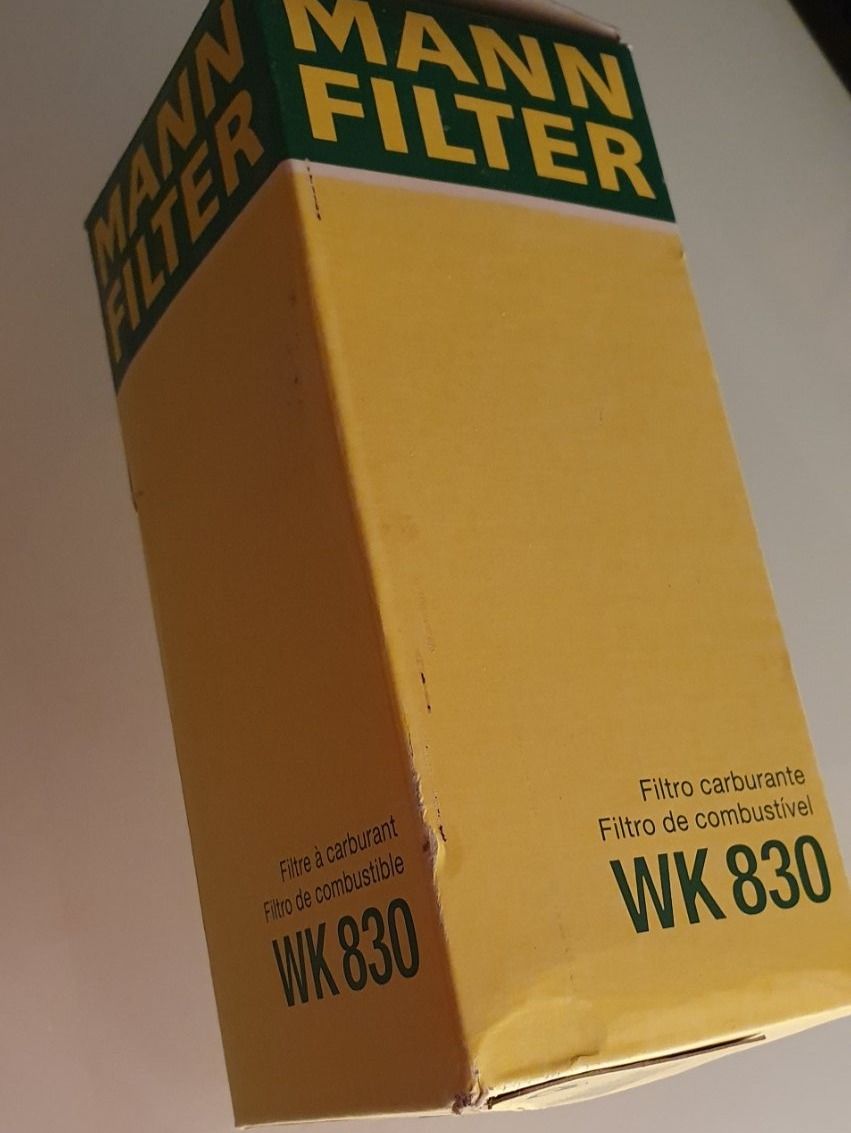 MANN
FILTER
MANN
FILTER
Filtre à carburant
Filtro de combustible
WK 830
Filtro carburante
Filtro de combustível
WK 830